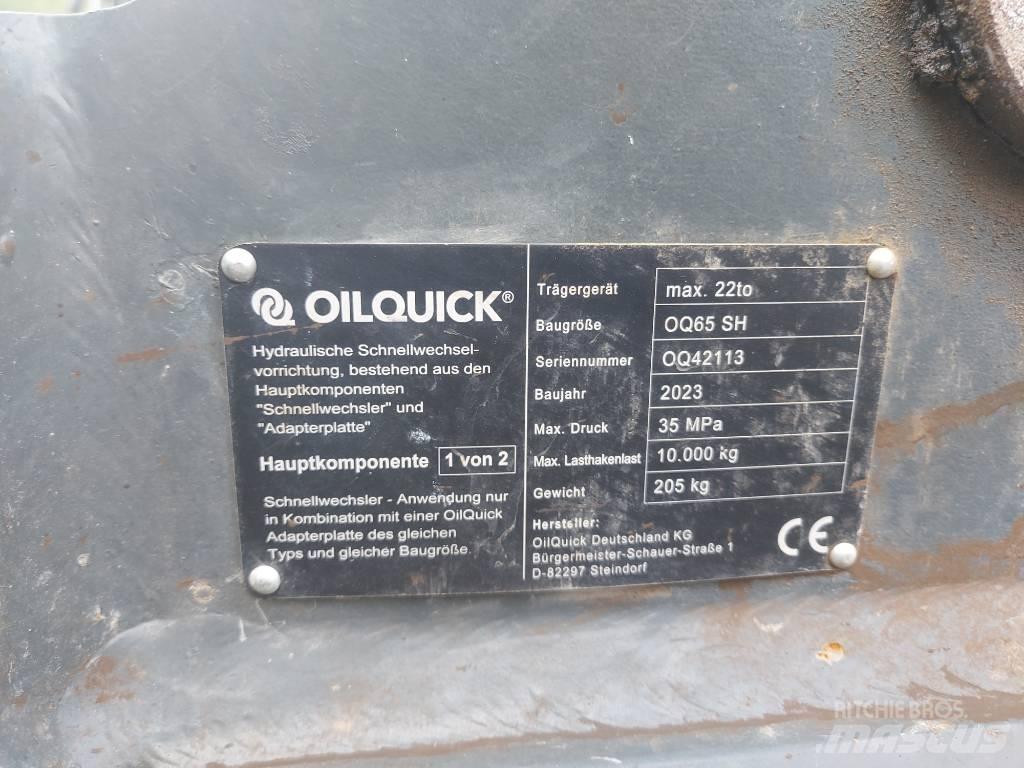 OILQUICK®
Hydraulische Schnellwechsel-
vorrichtung, bestehend aus den
Hauptkomponenten
"Schnellwechsler" und
"Adapterplatte"
Hauptkomponente 1 von 2
Schnellwechsler - Anwendung nur
in Kombination mit einer OilQuick
Adapterplatte des gleichen
Typs und gleicher Baugröße.
Trägergerät max. 22to
Baugröße OQ65 SH
Seriennummer OQ42113
Baujahr 2023
Max. Druck 35 MPa
Max. Lasthakenlast 10.000 kg
Gewicht 205 kg
Hersteller:
OilQuick Deutschland KG
Bürgermeister-Schauer-Straße 1
D-82297 Steindorf
CE
RITCHIE BROS.
MASCUS